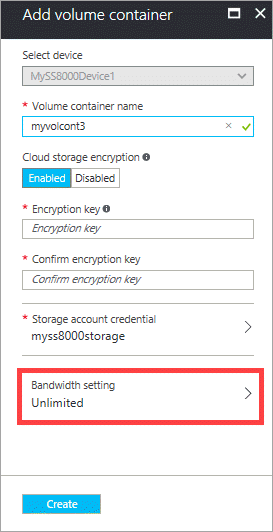 Add volume container
Select device
MySS8000Device1
* Volume container name
myvolcont3
Cloud storage encryption
Enabled Disabled
* Encryption key
Encryption key
* Confirm encryption key
Confirm encryption key
* Storage account credential
myss8000storage
Bandwidth setting
Unlimited
Create